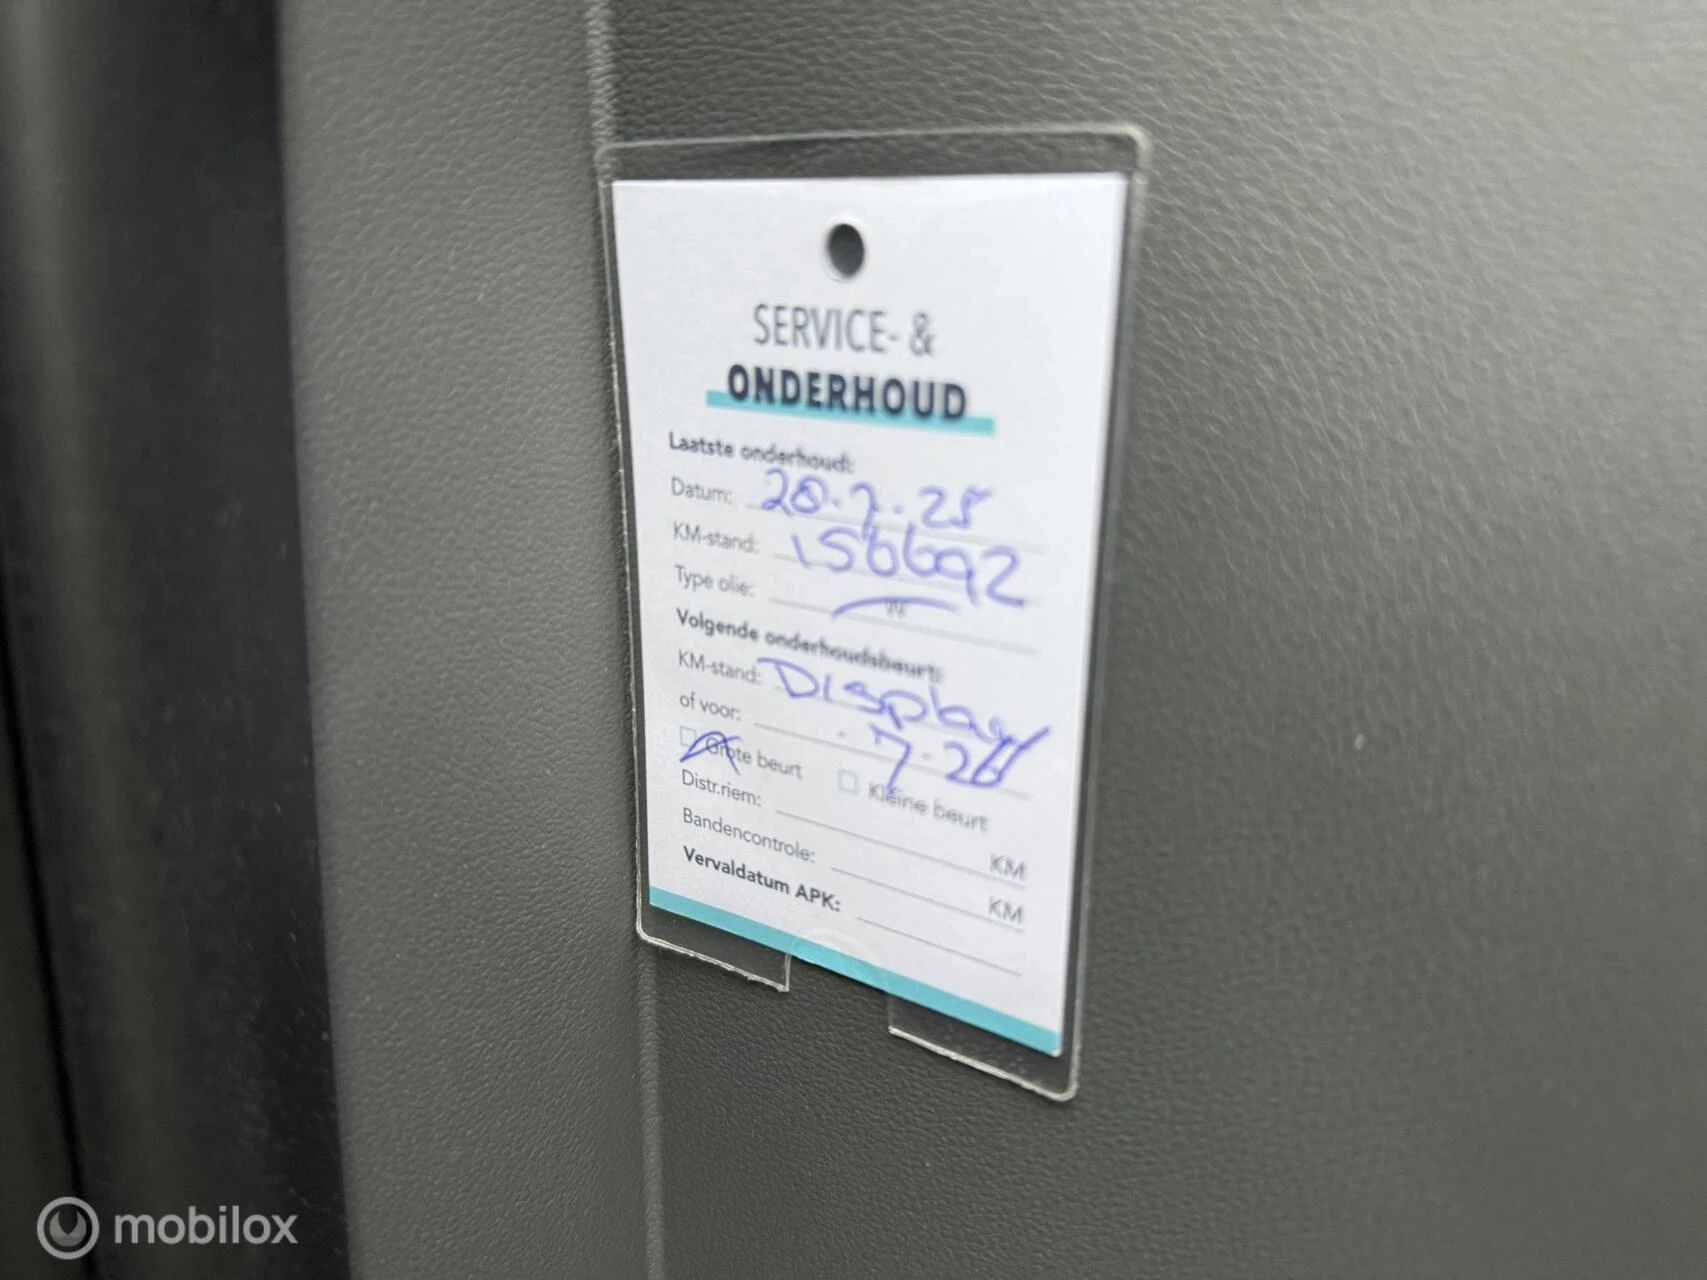 SERVICE- &
ONDERHOUD
Laatste onderhoud:
Datum: 28.7.25
KM-stand: 156692
Type olie: W
Volgende onderhoudsbeurt:
KM-stand: Display
of voor: . 7.26
Grote beurt Kleine beurt
Distr.riem: KM
Bandencontrole: KM
Vervaldatum APK:
mobilox